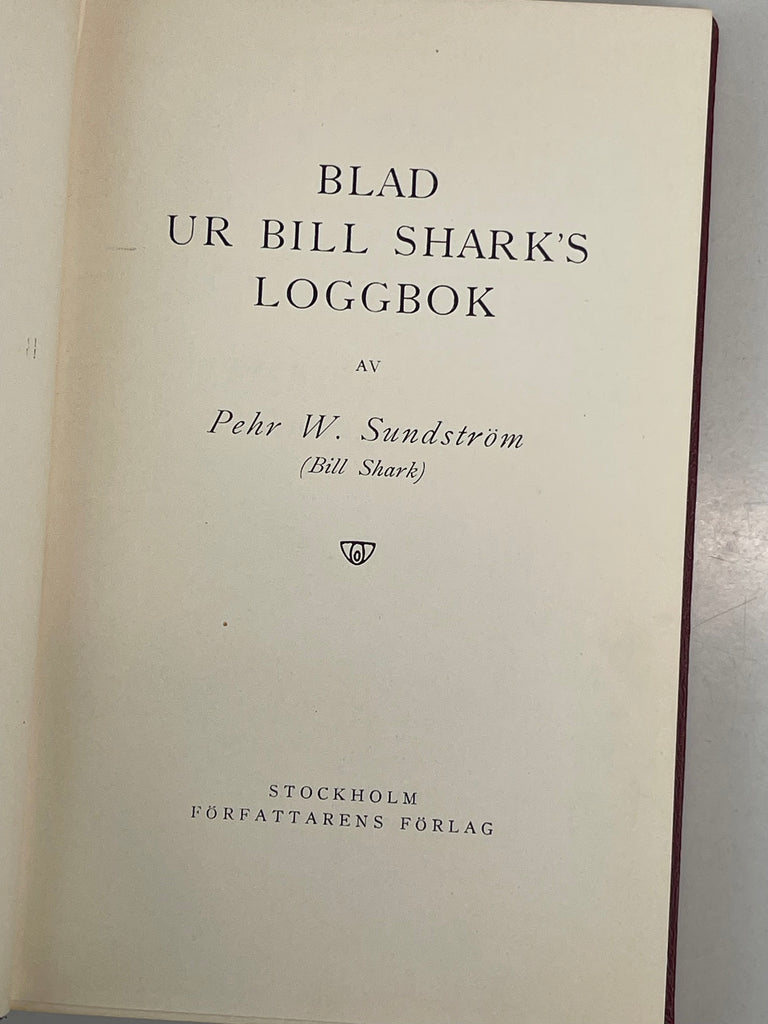 BLAD
UR BILL SHARK'S
LOGGBOK
AV
Pehr W. Sundström
(Bill Shark)
STOCKHOLM
FÖRFATTARENS FÖRLAG